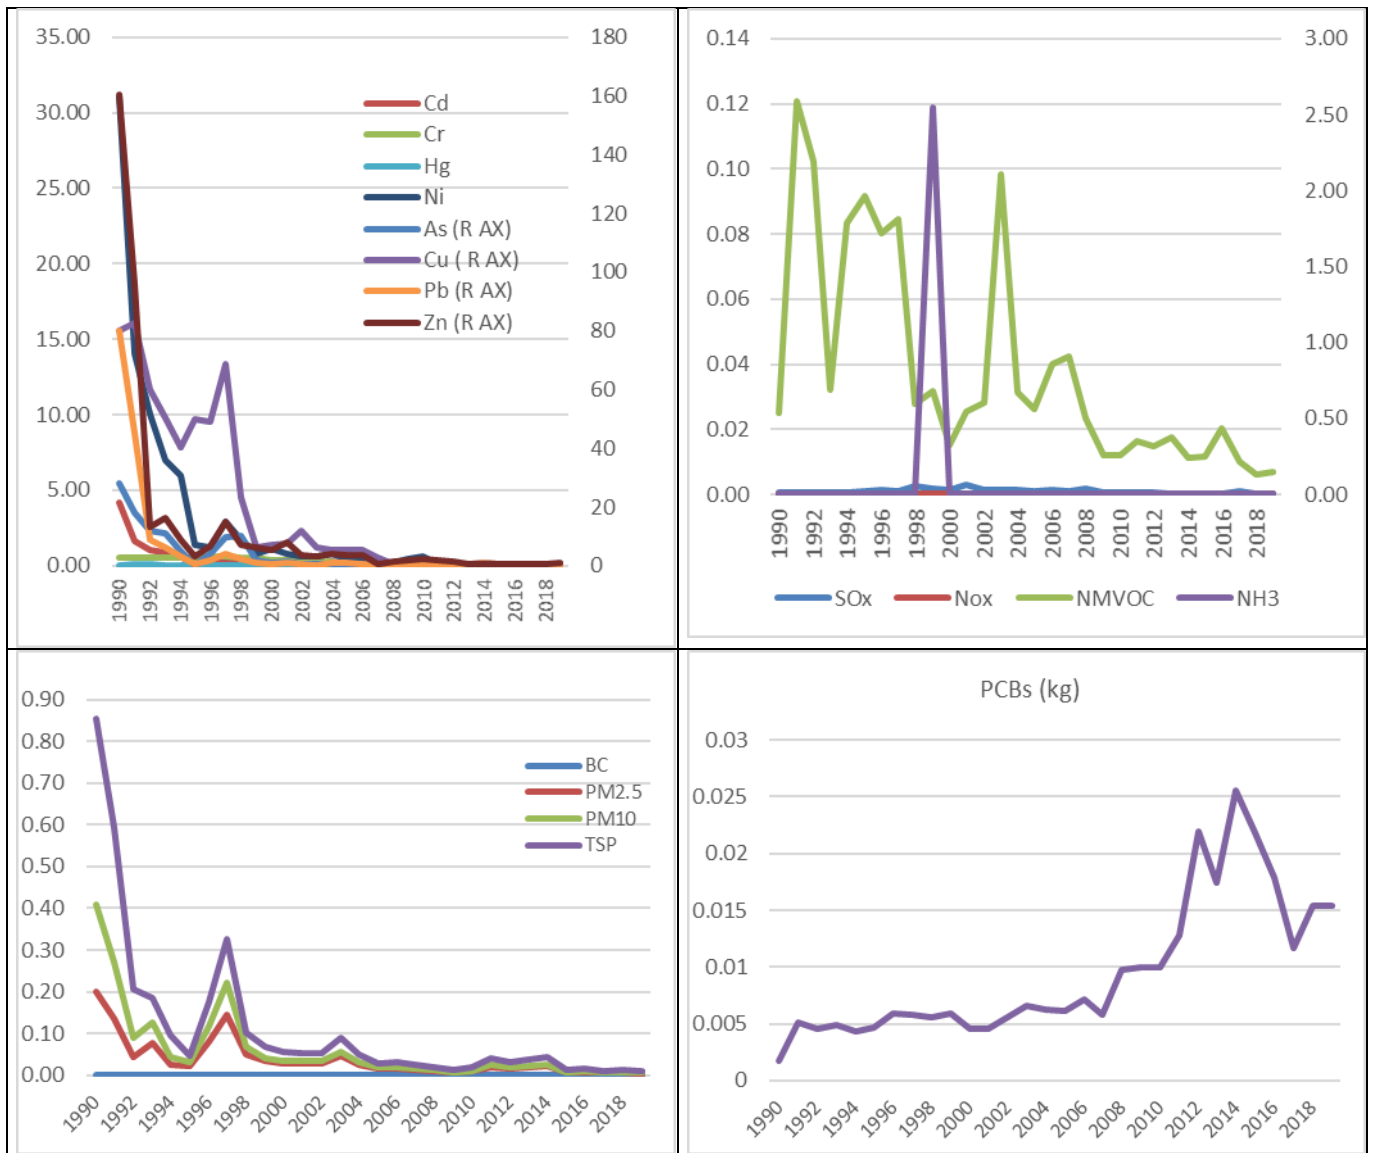 35.00
30.00
25.00
20.00
15.00
10.00
5.00
0.00
180
160
140
120
100
80
60
40
20
0
Cd
Cr
Hg
Ni
As (R AX)
Cu ( R AX)
Pb (R AX)
Zn (R AX)
1990 1992 1994 1996 1998 2000 2002 2004 2006 2008 2010 2012 2014 2016 2018
0.14
0.12
0.10
0.08
0.06
0.04
0.02
0.00
3.00
2.50
2.00
1.50
1.00
0.50
0.00
1990 1992 1994 1996 1998 2000 2002 2004 2006 2008 2010 2012 2014 2016 2018
SOx Nox NMVOC NH3
0.90
0.80
0.70
0.60
0.50
0.40
0.30
0.20
0.10
0.00
BC
PM2.5
PM10
TSP
1990 1992 1994 1996 1998 2000 2002 2004 2006 2008 2010 2012 2014 2016 2018
PCBs (kg)
0.03
0.025
0.02
0.015
0.01
0.005
0
1990 1992 1994 1996 1998 2000 2002 2004 2006 2008 2010 2012 2014 2016 2018